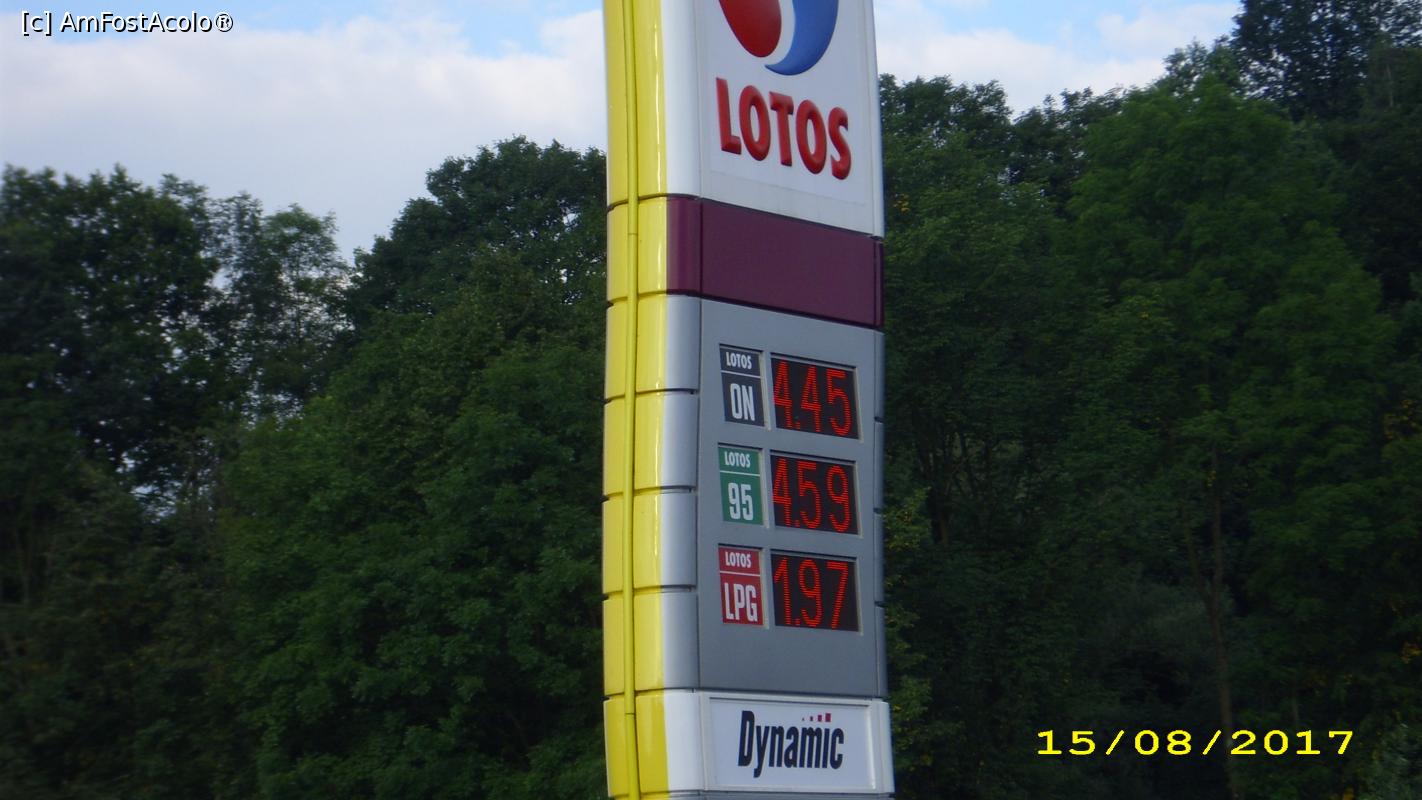 [c] AmFostAcolo®
LOTOS
LOTOS
ON
4.45
LOTOS
95
4.59
LOTOS
LPG
1.97
Dynamic
15/08/2017